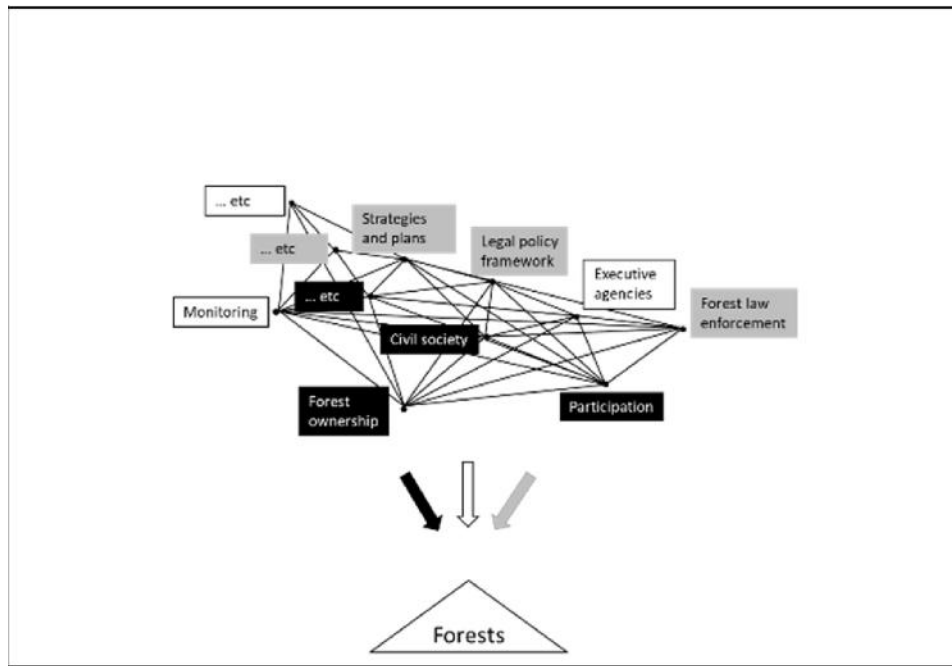 ... etc
Strategies
and plans
... etc
Legal policy
framework
Executive
agencies
... etc
Monitoring
Forest law
enforcement
Civil society
Forest
ownership
Participation
Forests